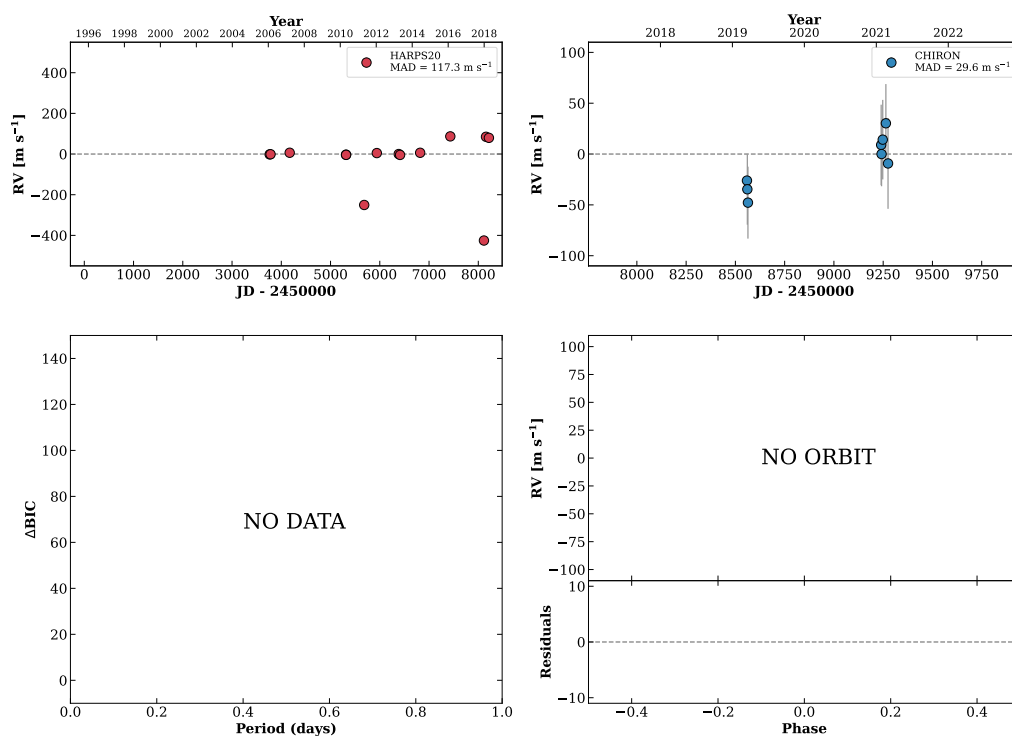 Year
1996 1998 2000 2002 2004 2006 2007 2009 2011 2012 2014 2016 2018
HARPS20
MAD = 117.3 m s⁻¹
RV [m s⁻¹]
400
200
0
−200
−400
0 1000 2000 3000 4000 5000 6000 7000 8000
JD - 2450000
Year
2018 2019 2020 2021 2022
CHIRON
MAD = 29.6 m s⁻¹
RV [m s⁻¹]
100
50
0
−50
−100
8000 8250 8500 8750 9000 9250 9500 9750
JD - 2450000
ΔBIC
140
120
100
80
60
40
20
0
NO DATA
0.0 0.2 0.4 0.6 0.8 1.0
Period (days)
RV [m s⁻¹]
100
75
50
25
0
−25
−50
−75
−100
NO ORBIT
Residuals
10
0
−10
−0.4 −0.2 0.0 0.2 0.4
Phase